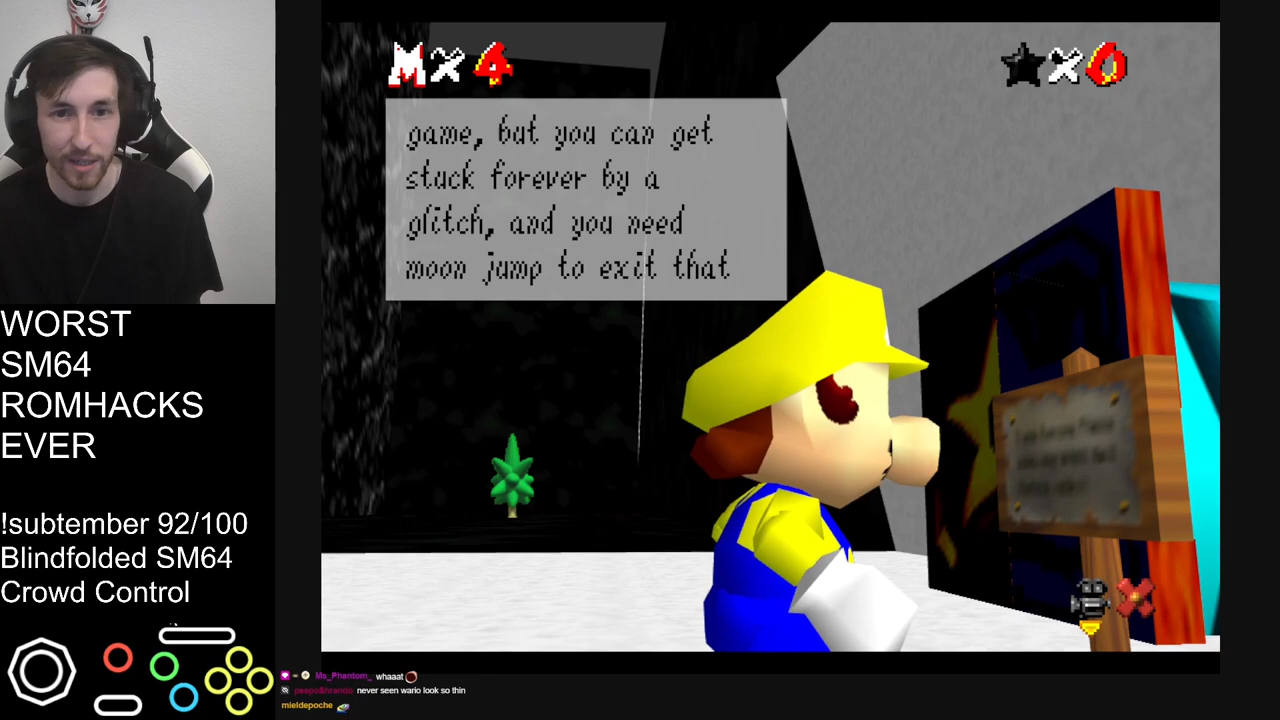 M×4
★×0
game, but you can get
stuck forever by a
glitch, and you need
moon jump to exit that
WORST
SM64
ROMHACKS
EVER
!subtember 92/100
Blindfolded SM64
Crowd Control
Ms_Phantom_ whaaat
never seen wario look so thin
mieldepoche